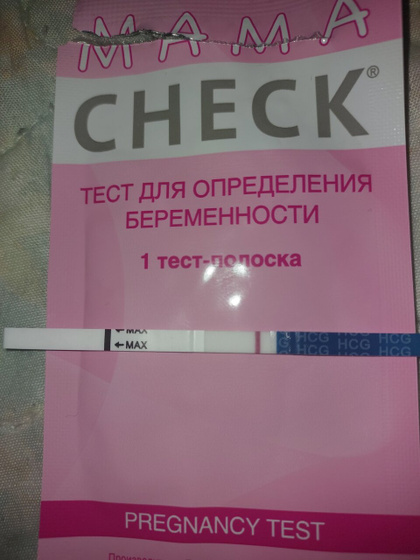 MAMA
CHECK®
ТЕСТ ДЛЯ ОПРЕДЕЛЕНИЯ
БЕРЕМЕННОСТИ
1 тест-полоска
←MAX
←MAX
HCG HCG HCG
HCG HCG HCG
PREGNANCY TEST